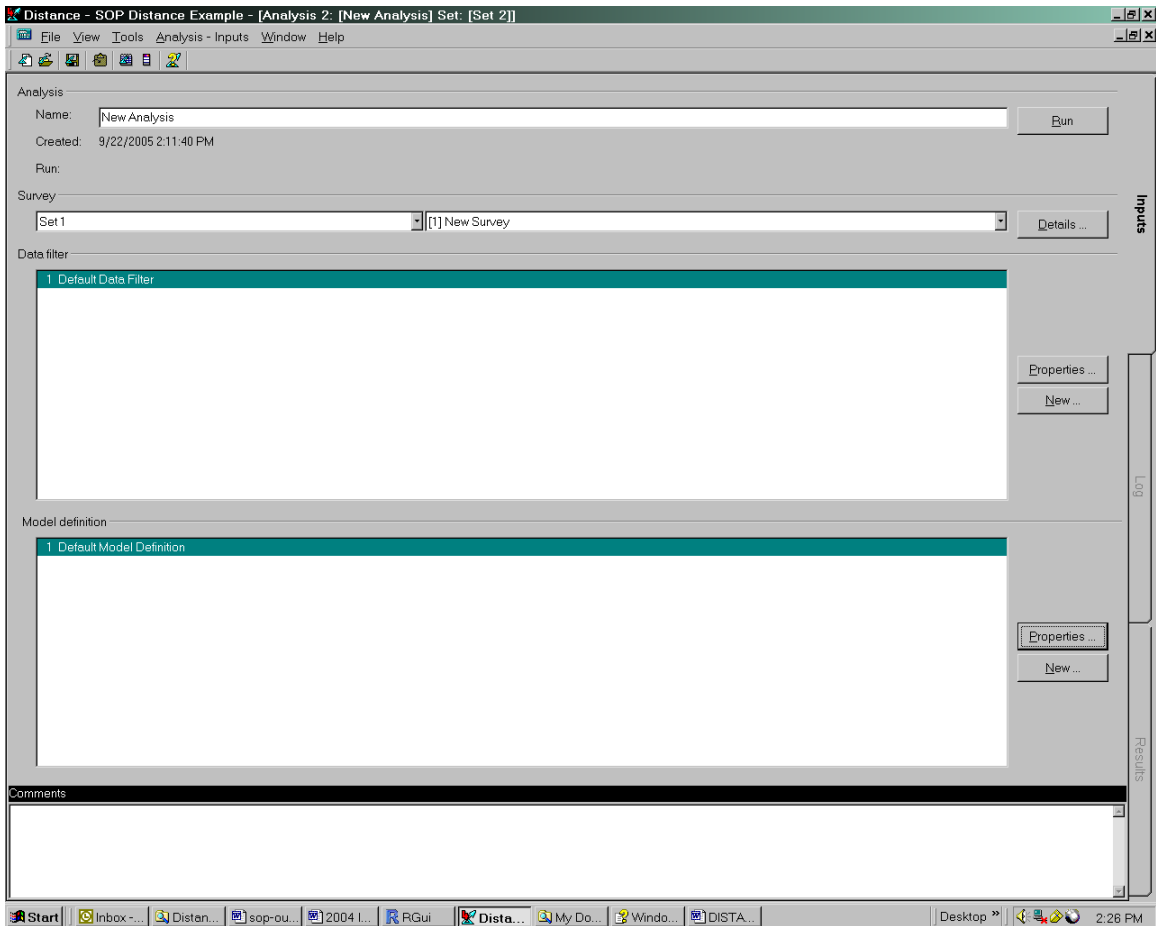 Distance - SOP Distance Example - [Analysis 2: [New Analysis] Set: [Set 2]]
File View Tools Analysis - Inputs Window Help
Analysis
Name: New Analysis Run
Created: 9/22/2005 2:11:40 PM
Run:
Survey
Set 1 [1] New Survey Details ...
Inputs
Data filter
1 Default Data Filter
Properties ...
New ...
Log
Model definition
1 Default Model Definition
Properties ...
New ...
Results
Comments
Start Inbox -... Distan... sop-ou... 2004 I... RGui Dista... My Do... Windo... DISTA... Desktop » 2:26 PM